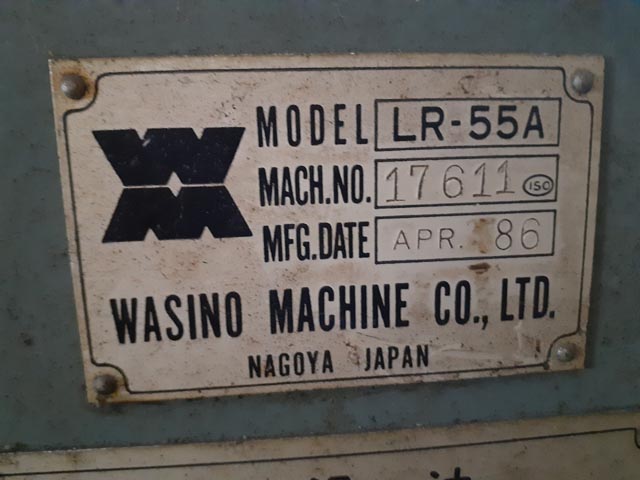 MODEL LR-55A
MACH.NO. 17611 ISO
MFG.DATE APR. 86
WASINO MACHINE CO., LTD.
NAGOYA JAPAN